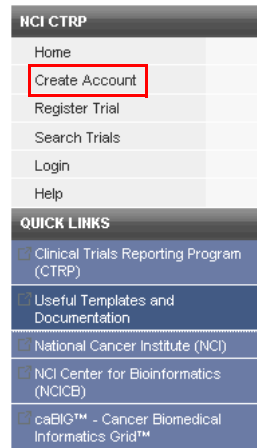 NCI CTRP
Home
Create Account
Register Trial
Search Trials
Login
Help
QUICK LINKS
Clinical Trials Reporting Program
(CTRP)
Useful Templates and
Documentation
National Cancer Institute (NCI)
NCI Center for Bioinformatics
(NCICB)
caBIG™ - Cancer Biomedical
Informatics Grid™